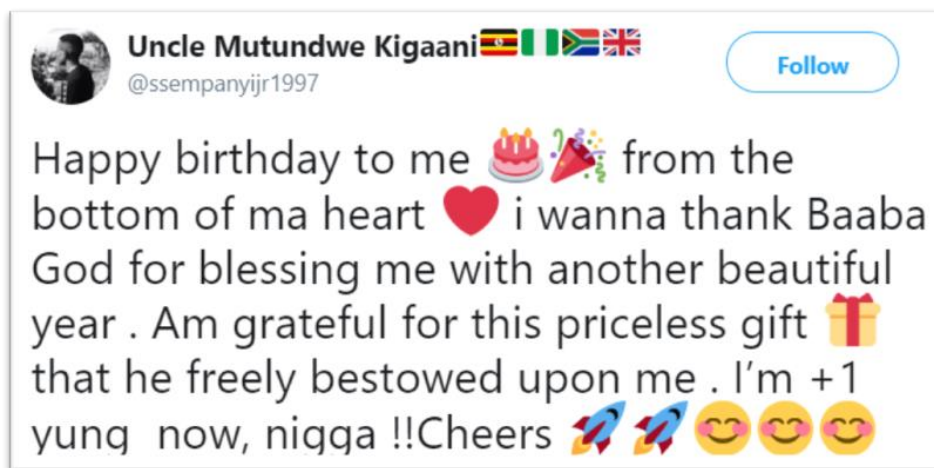 Uncle Mutundwe Kigaani🇺🇬🇳🇬🇿🇦🇬🇧
@ssempanyijr1997
Follow
Happy birthday to me 🎂🎉 from the
bottom of ma heart ❤️ i wanna thank Baaba
God for blessing me with another beautiful
year . Am grateful for this priceless gift 🎁
that he freely bestowed upon me . I’m +1
yung now, nigga !!Cheers 🚀🚀😊😊😊